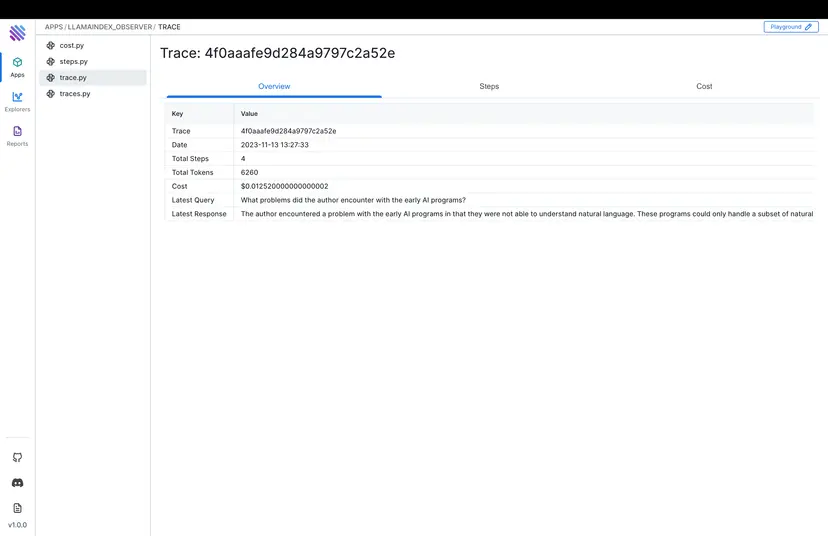 APPS / LLAMAINDEX_OBSERVER / TRACE
Playground
Apps
Explorers
Reports
v1.0.0
cost.py
steps.py
trace.py
traces.py
Trace: 4f0aaafe9d284a9797c2a52e
Overview Steps Cost
Key Value
Trace 4f0aaafe9d284a9797c2a52e
Date 2023-11-13 13:27:33
Total Steps 4
Total Tokens 6260
Cost $0.012520000000000002
Latest Query What problems did the author encounter with the early AI programs?
Latest Response The author encountered a problem with the early AI programs in that they were not able to understand natural language. These programs could only handle a subset of natural